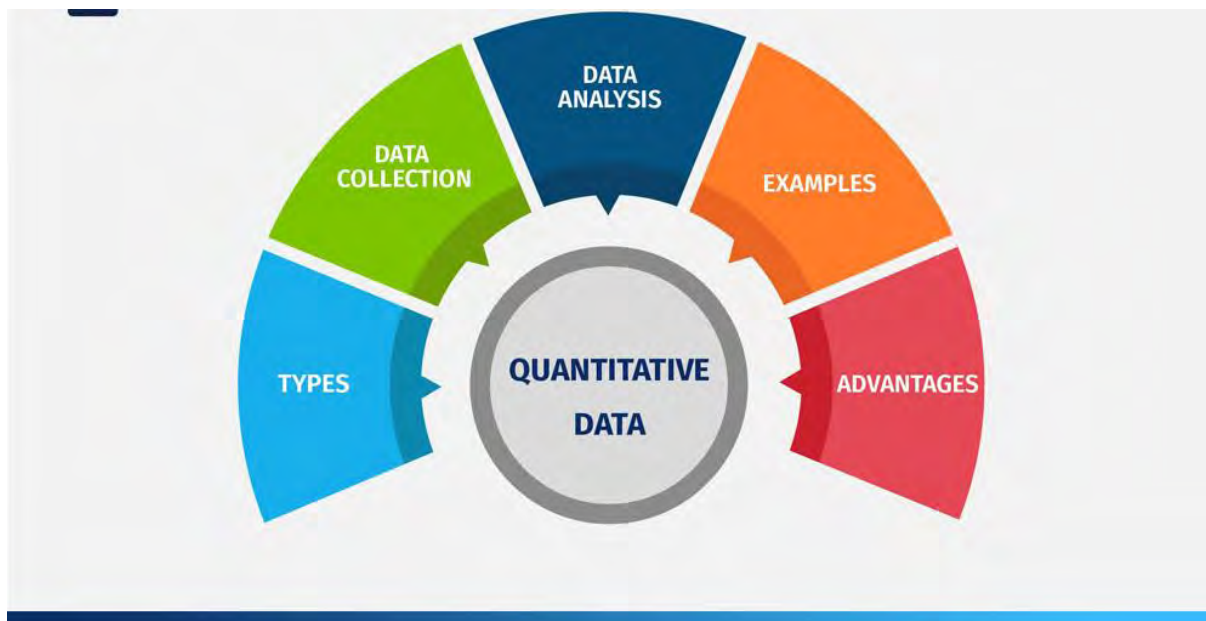 TYPES
DATA
COLLECTION
DATA
ANALYSIS
EXAMPLES
ADVANTAGES
QUANTITATIVE
DATA